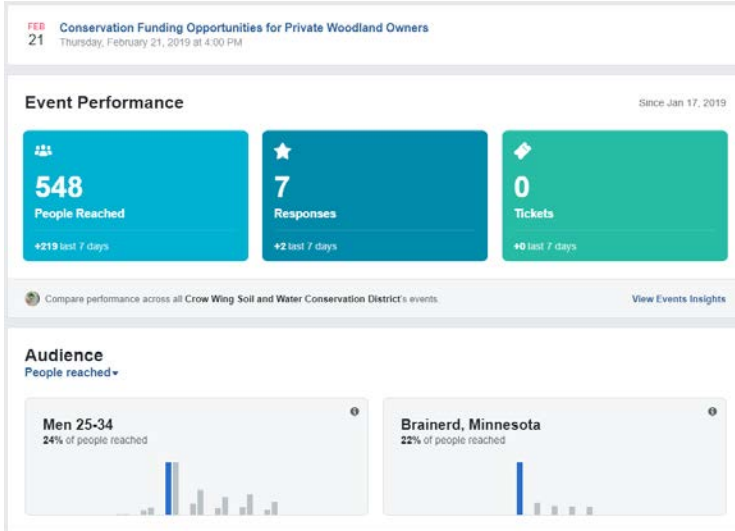 FEB
21
Conservation Funding Opportunities for Private Woodland Owners
Thursday, February 21, 2019 at 4:00 PM
Event Performance
Since Jan 17, 2019
548
People Reached
+219 last 7 days
7
Responses
+2 last 7 days
0
Tickets
+0 last 7 days
Compare performance across all Crow Wing Soil and Water Conservation District's events.
View Events Insights
Audience
People reached
Men 25-34
24% of people reached
Brainerd, Minnesota
22% of people reached